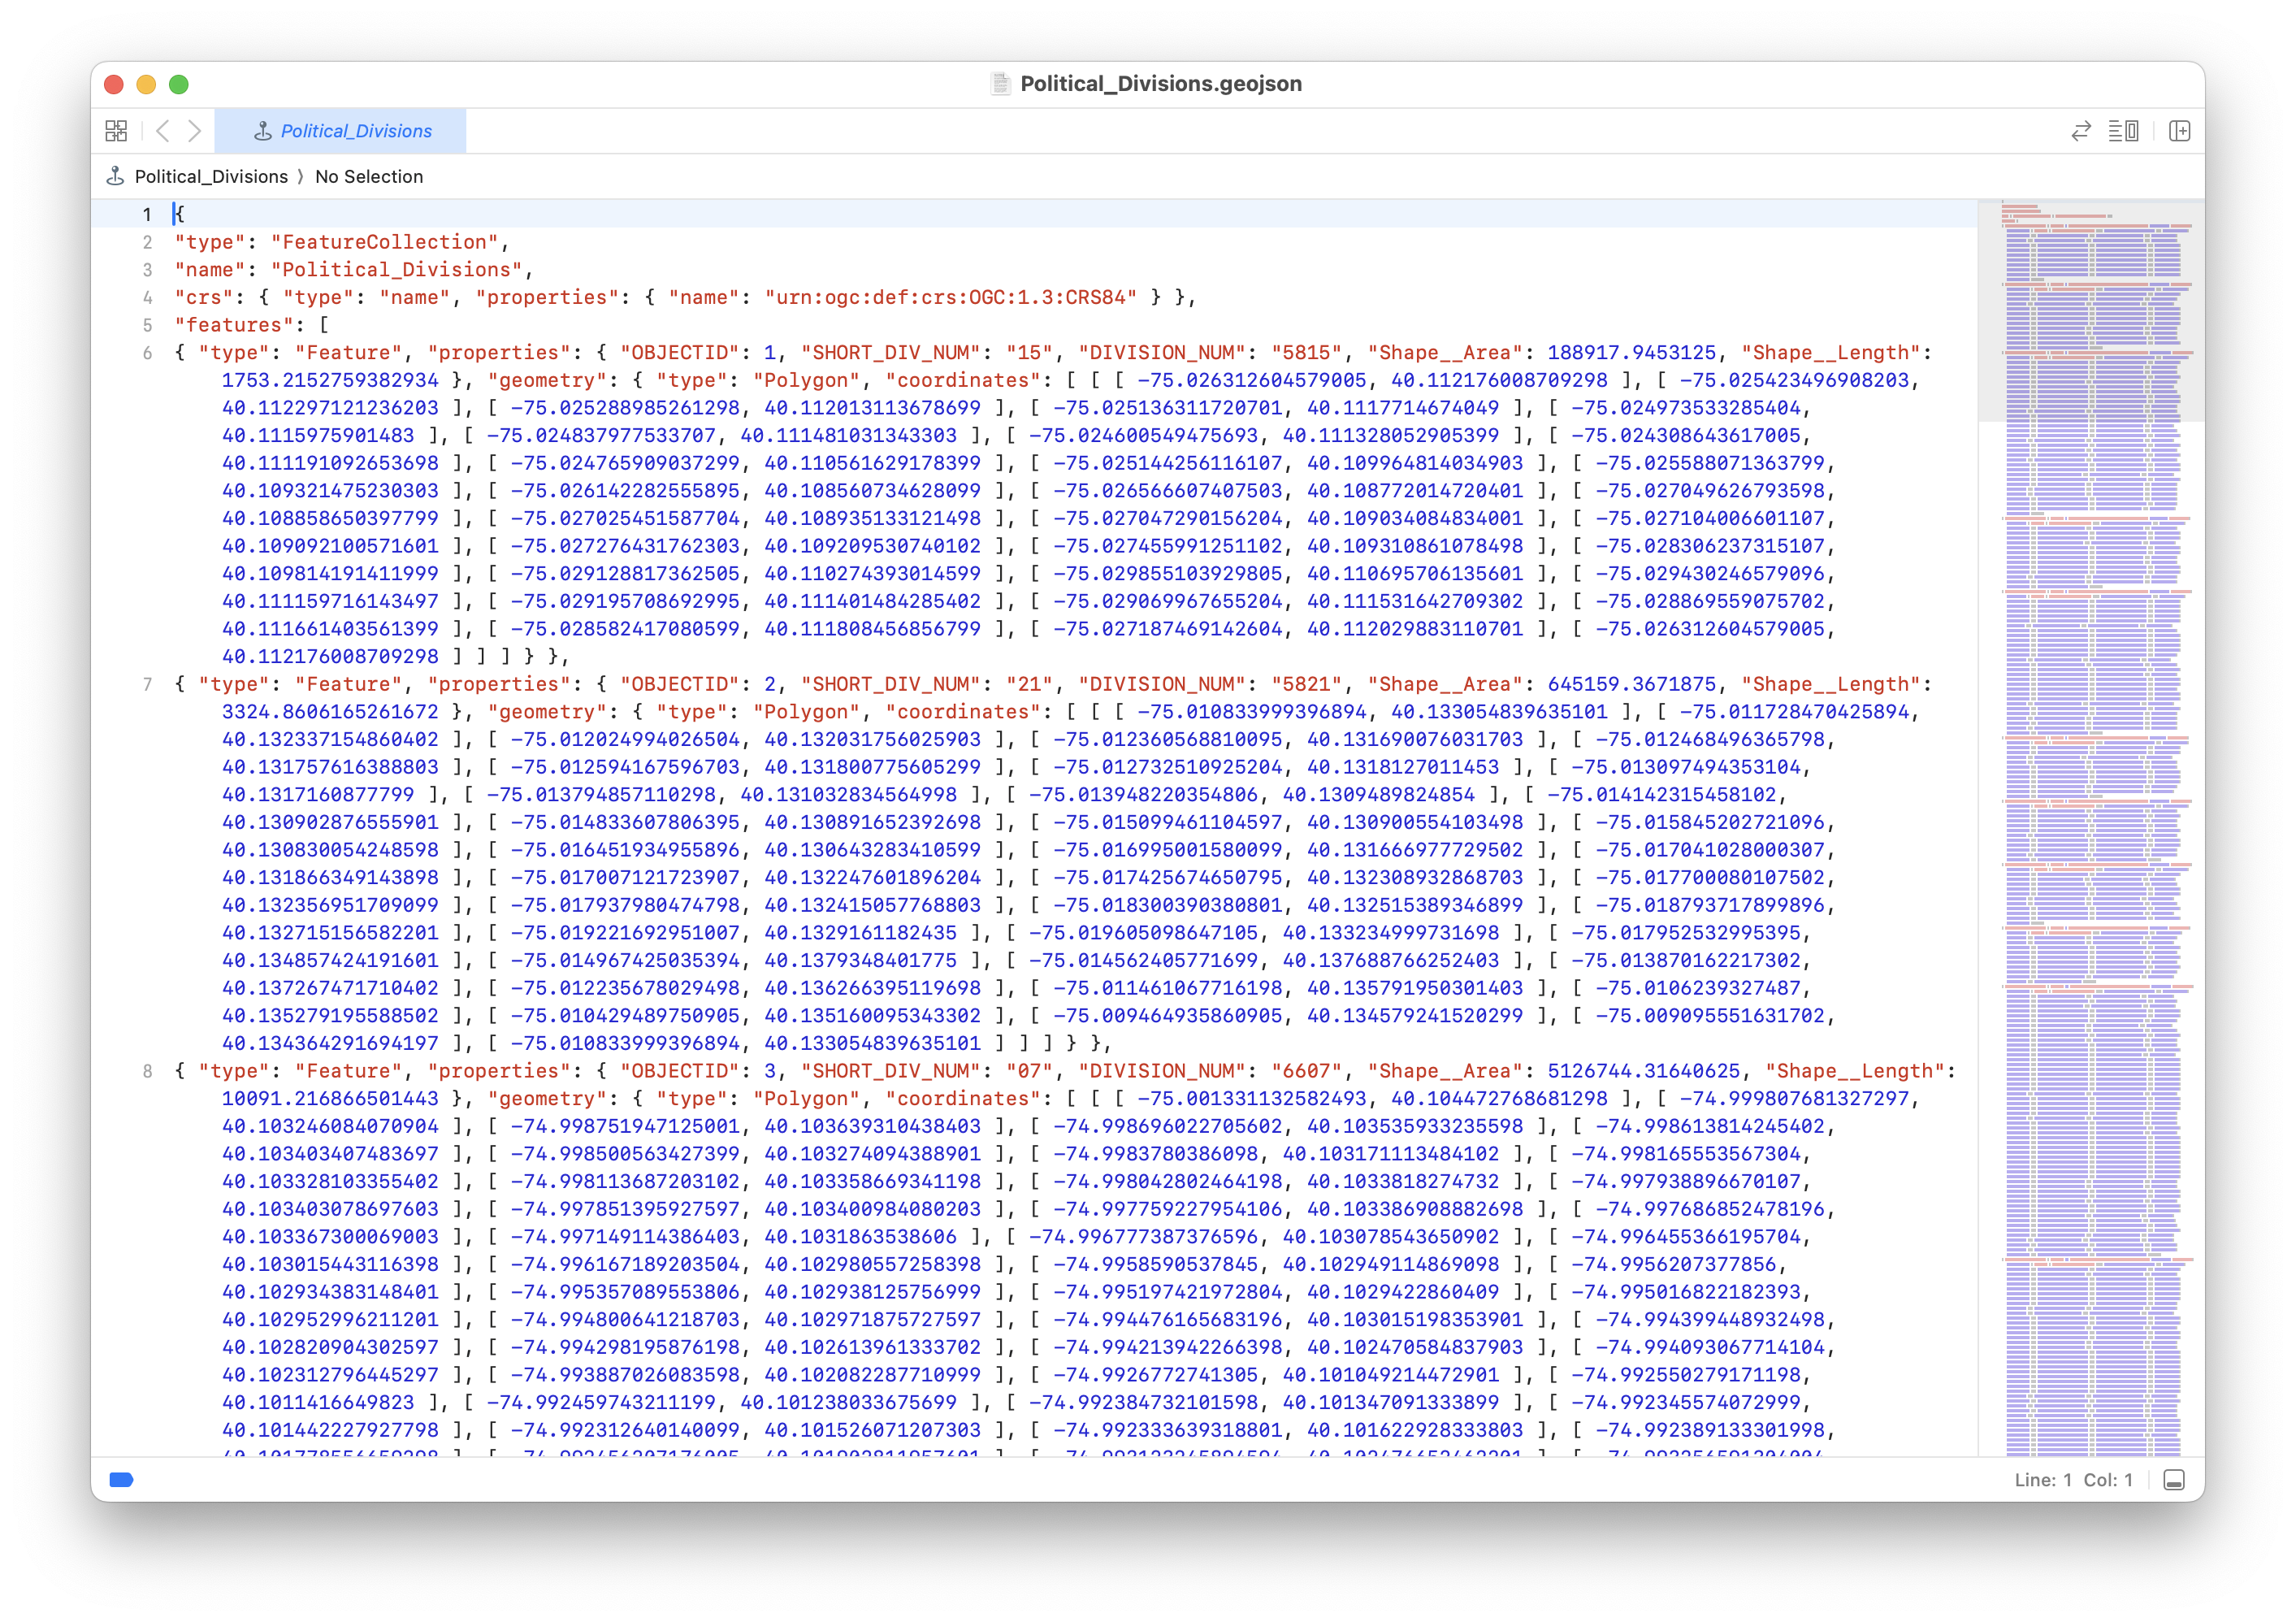 Political_Divisions.geojson
Political_Divisions
Political_Divisions ⟩ No Selection
1 {
2 "type": "FeatureCollection",
3 "name": "Political_Divisions",
4 "crs": { "type": "name", "properties": { "name": "urn:ogc:def:crs:OGC:1.3:CRS84" } },
5 "features": [
6 { "type": "Feature", "properties": { "OBJECTID": 1, "SHORT_DIV_NUM": "15", "DIVISION_NUM": "5815", "Shape__Area": 188917.9453125, "Shape__Length":
1753.2152759382934 }, "geometry": { "type": "Polygon", "coordinates": [ [ [ -75.026312604579005, 40.112176008709298 ], [ -75.025423496908203,
40.112297121236203 ], [ -75.025288985261298, 40.112013113678699 ], [ -75.025136311720701, 40.1117714674049 ], [ -75.024973533285404,
40.1115975901483 ], [ -75.024837977533707, 40.111481031343303 ], [ -75.024600549475693, 40.111328052905399 ], [ -75.024308643617005,
40.111191092653698 ], [ -75.024765909037299, 40.110561629178399 ], [ -75.025144256116107, 40.109964814034903 ], [ -75.025588071363799,
40.109321475230303 ], [ -75.026142282555895, 40.108560734628099 ], [ -75.026566607407503, 40.108772014720401 ], [ -75.027049626793598,
40.108858650397799 ], [ -75.027025451587704, 40.108935133121498 ], [ -75.027047290156204, 40.109034084834001 ], [ -75.027104006601107,
40.109092100571601 ], [ -75.027276431762303, 40.109209530740102 ], [ -75.027455991251102, 40.109310861078498 ], [ -75.028306237315107,
40.109814191411999 ], [ -75.029128817362505, 40.110274393014599 ], [ -75.029855103929805, 40.110695706135601 ], [ -75.029430246579096,
40.111159716143497 ], [ -75.029195708692995, 40.111401484285402 ], [ -75.029069967655204, 40.111531642709302 ], [ -75.028869559075702,
40.111661403561399 ], [ -75.028582417080599, 40.111808456856799 ], [ -75.027187469142604, 40.112029883110701 ], [ -75.026312604579005,
40.112176008709298 ] ] ] } },
7 { "type": "Feature", "properties": { "OBJECTID": 2, "SHORT_DIV_NUM": "21", "DIVISION_NUM": "5821", "Shape__Area": 645159.3671875, "Shape__Length":
3324.8606165261672 }, "geometry": { "type": "Polygon", "coordinates": [ [ [ -75.010833999396894, 40.133054839635101 ], [ -75.011728470425894,
40.132337154860402 ], [ -75.012024994026504, 40.132031756025903 ], [ -75.012360568810095, 40.131690076031703 ], [ -75.012468496365798,
40.131757616388803 ], [ -75.012594167596703, 40.131800775605299 ], [ -75.012732510925204, 40.1318127011453 ], [ -75.013097494353104,
40.1317160877799 ], [ -75.013794857110298, 40.131032834564998 ], [ -75.013948220354806, 40.1309489824854 ], [ -75.014142315458102,
40.130902876555901 ], [ -75.014833607806395, 40.130891652392698 ], [ -75.015099461104597, 40.130900554103498 ], [ -75.015845202721096,
40.130830054248598 ], [ -75.016451934955896, 40.130643283410599 ], [ -75.016995001580099, 40.131666977729502 ], [ -75.017041028000307,
40.131866349143898 ], [ -75.017007121723907, 40.132247601896204 ], [ -75.017425674650795, 40.132308932868703 ], [ -75.017700080107502,
40.132356951709099 ], [ -75.017937980474798, 40.132415057768803 ], [ -75.018300390380801, 40.132515389346899 ], [ -75.018793717899896,
40.132715156582201 ], [ -75.019221692951007, 40.1329161182435 ], [ -75.019605098647105, 40.133234999731698 ], [ -75.017952532995395,
40.134857424191601 ], [ -75.014967425035394, 40.1379348401775 ], [ -75.014562405771699, 40.137688766252403 ], [ -75.013870162217302,
40.137267471710402 ], [ -75.012235678029498, 40.136266395119698 ], [ -75.011461067716198, 40.135791950301403 ], [ -75.0106239327487,
40.135279195588502 ], [ -75.010429489750905, 40.135160095343302 ], [ -75.009464935860905, 40.134579241520299 ], [ -75.009095551631702,
40.134364291694197 ], [ -75.010833999396894, 40.133054839635101 ] ] ] } },
8 { "type": "Feature", "properties": { "OBJECTID": 3, "SHORT_DIV_NUM": "07", "DIVISION_NUM": "6607", "Shape__Area": 5126744.31640625, "Shape__Length":
10091.216866501443 }, "geometry": { "type": "Polygon", "coordinates": [ [ [ -75.001331132582493, 40.104472768681298 ], [ -74.999807681327297,
40.103246084070904 ], [ -74.998751947125001, 40.103639310438403 ], [ -74.998696022705602, 40.103535933235598 ], [ -74.998613814245402,
40.103403407483697 ], [ -74.998500563427399, 40.103274094388901 ], [ -74.9983780386098, 40.103171113484102 ], [ -74.998165553567304,
40.103328103355402 ], [ -74.998113687203102, 40.103358669341198 ], [ -74.998042802464198, 40.1033818274732 ], [ -74.997938896670107,
40.103403078697603 ], [ -74.997851395927597, 40.103400984080203 ], [ -74.997759227954106, 40.103386908882698 ], [ -74.997686852478196,
40.103367300069003 ], [ -74.997149114386403, 40.1031863538606 ], [ -74.996777387376596, 40.103078543650902 ], [ -74.996455366195704,
40.103015443116398 ], [ -74.996167189203504, 40.102980557258398 ], [ -74.9958590537845, 40.102949114869098 ], [ -74.9956207377856,
40.102934383148401 ], [ -74.995357089553806, 40.102938125756999 ], [ -74.995197421972804, 40.1029422860409 ], [ -74.995016822182393,
40.102952996211201 ], [ -74.994800641218703, 40.102971875727597 ], [ -74.994476165683196, 40.103015198353901 ], [ -74.994399448932498,
40.102820904302597 ], [ -74.994298195876198, 40.102613961333702 ], [ -74.994213942266398, 40.102470584837903 ], [ -74.994093067714104,
40.102312796445297 ], [ -74.993887026083598, 40.102082287710999 ], [ -74.9926772741305, 40.101049214472901 ], [ -74.992550279171198,
40.1011416649823 ], [ -74.992459743211199, 40.101238033675699 ], [ -74.992384732101598, 40.101347091333899 ], [ -74.992345574072999,
40.101442227927798 ], [ -74.992312640140099, 40.101526071207303 ], [ -74.992333639318801, 40.101622928333803 ], [ -74.992389133301998,
Line: 1 Col: 1